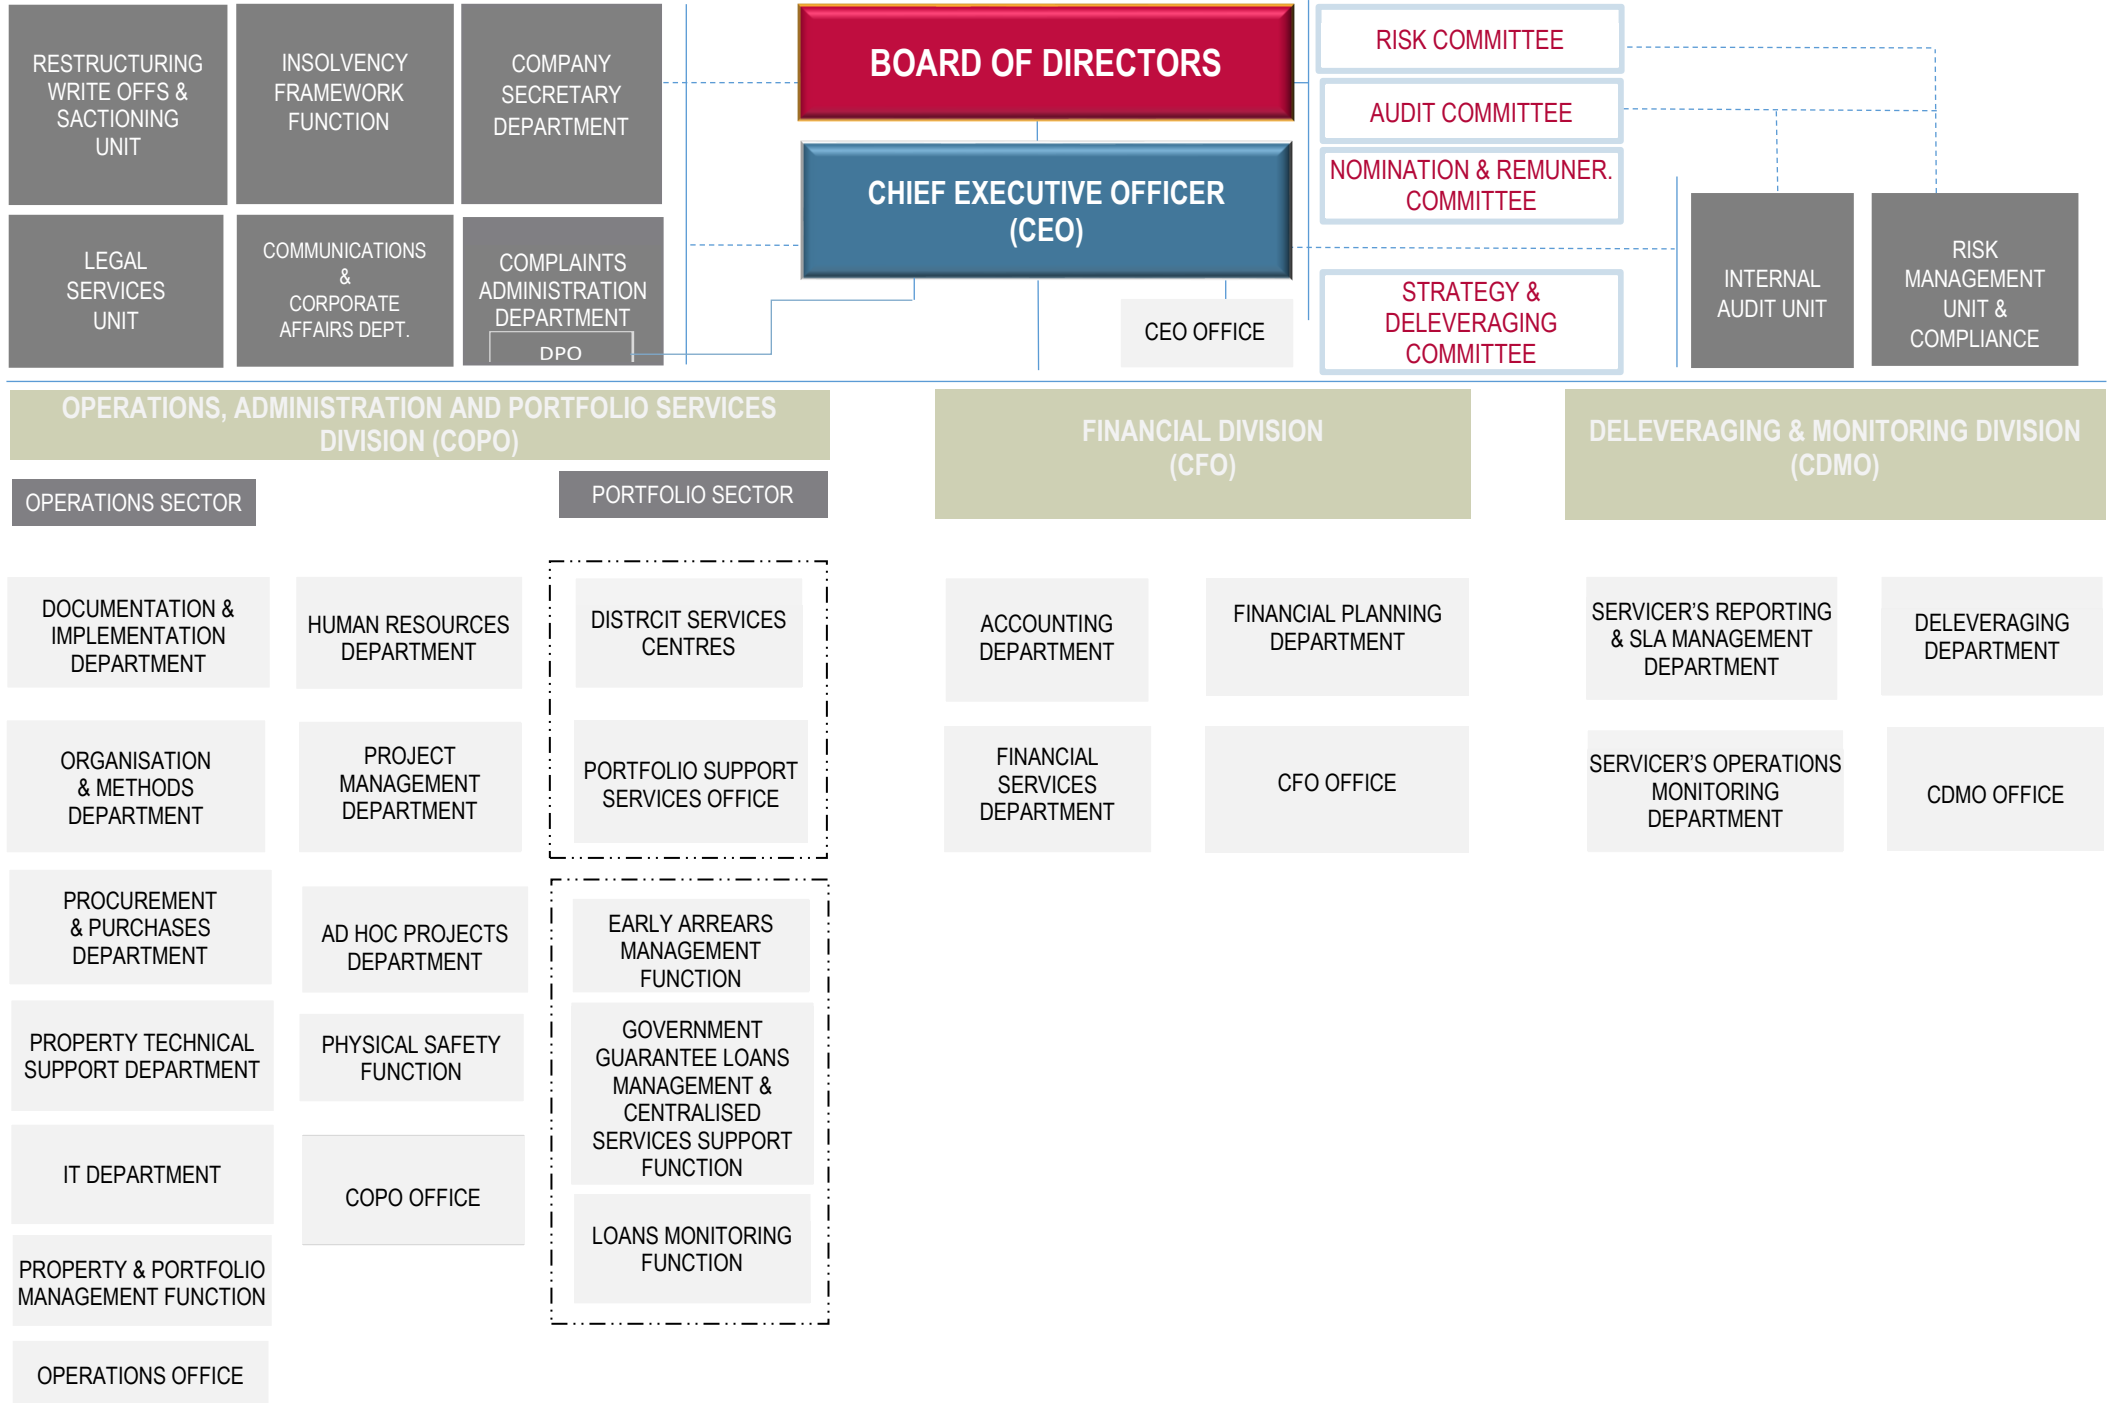 RESTRUCTURING
WRITE OFFS &
SACTIONING
UNIT
INSOLVENCY
FRAMEWORK
FUNCTION
COMPANY
SECRETARY
DEPARTMENT
BOARD OF DIRECTORS
RISK COMMITTEE
AUDIT COMMITTEE
NOMINATION & REMUNER.
COMMITTEE
CHIEF EXECUTIVE OFFICER
(CEO)
LEGAL
SERVICES
UNIT
COMMUNICATIONS
&
CORPORATE
AFFAIRS DEPT.
COMPLAINTS
ADMINISTRATION
DEPARTMENT
DPO
CEO OFFICE
STRATEGY &
DELEVERAGING
COMMITTEE
INTERNAL
AUDIT UNIT
RISK
MANAGEMENT
UNIT &
COMPLIANCE
OPERATIONS, ADMINISTRATION AND PORTFOLIO SERVICES
DIVISION (COPO)
FINANCIAL DIVISION
(CFO)
DELEVERAGING & MONITORING DIVISION
(CDMO)
OPERATIONS SECTOR
PORTFOLIO SECTOR
DOCUMENTATION &
IMPLEMENTATION
DEPARTMENT
HUMAN RESOURCES
DEPARTMENT
DISTRCIT SERVICES
CENTRES
ACCOUNTING
DEPARTMENT
FINANCIAL PLANNING
DEPARTMENT
SERVICER’S REPORTING
& SLA MANAGEMENT
DEPARTMENT
DELEVERAGING
DEPARTMENT
ORGANISATION
& METHODS
DEPARTMENT
PROJECT
MANAGEMENT
DEPARTMENT
PORTFOLIO SUPPORT
SERVICES OFFICE
FINANCIAL
SERVICES
DEPARTMENT
CFO OFFICE
SERVICER’S OPERATIONS
MONITORING
DEPARTMENT
CDMO OFFICE
PROCUREMENT
& PURCHASES
DEPARTMENT
AD HOC PROJECTS
DEPARTMENT
EARLY ARREARS
MANAGEMENT
FUNCTION
PROPERTY TECHNICAL
SUPPORT DEPARTMENT
PHYSICAL SAFETY
FUNCTION
GOVERNMENT
GUARANTEE LOANS
MANAGEMENT &
CENTRALISED
SERVICES SUPPORT
FUNCTION
IT DEPARTMENT
COPO OFFICE
LOANS MONITORING
FUNCTION
PROPERTY & PORTFOLIO
MANAGEMENT FUNCTION
OPERATIONS OFFICE